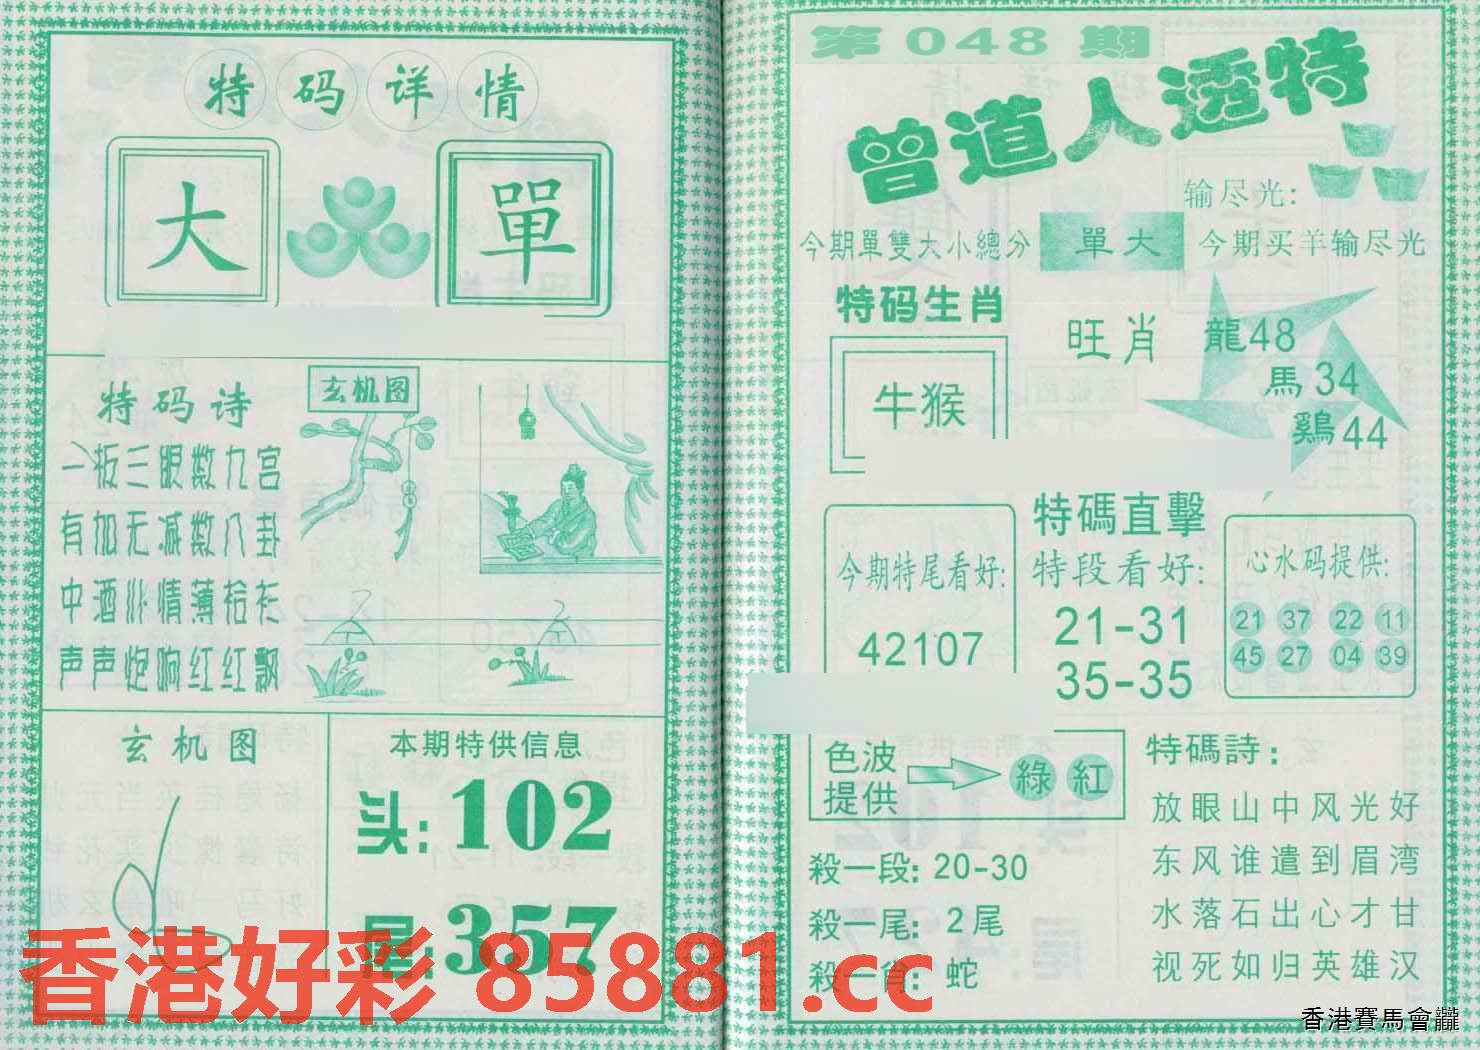 特码详情
大 單
特码诗
玄机图
一板三眼数九宫
有加无减数八卦
中酒
情薄
声声炮响红红飘
玄机图
本期特供信息
头:102
尾:357
第048期
曾道人透特
输尽光:
今期單雙大小總分 單大 今期买羊输尽光
特码生肖
牛猴
旺肖 龍48
馬34
鷄44
特碼直擊
今期特尾看好:
42107
特段看好:
21-31
35-35
心水码提供:
21 37 22 11
45 27 04 39
色波提供 綠 紅
殺一段: 20-30
殺一尾: 2尾
殺一肖: 蛇
特碼詩:
放眼山中风光好
东风谁遣到眉湾
水落石出心才甘
视死如归英雄汉
香港好彩 85881.cc
香港賽馬會